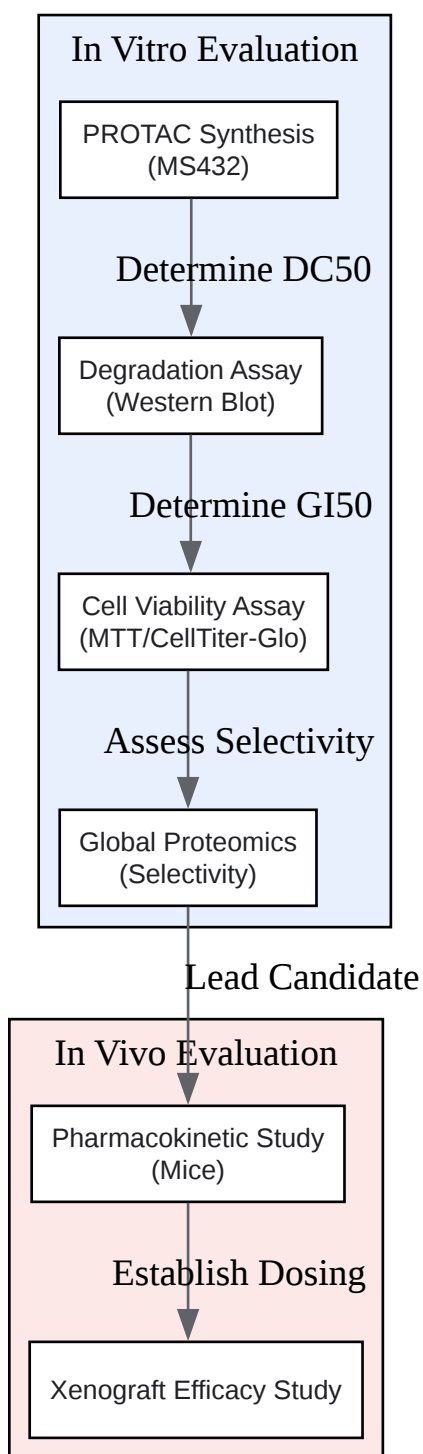 In Vitro Evaluation
PROTAC Synthesis
(MS432)
Determine DC50
Degradation Assay
(Western Blot)
Determine GI50
Cell Viability Assay
(MTT/CellTiter-Glo)
Assess Selectivity
Global Proteomics
(Selectivity)
Lead Candidate
In Vivo Evaluation
Pharmacokinetic Study
(Mice)
Establish Dosing
Xenograft Efficacy Study